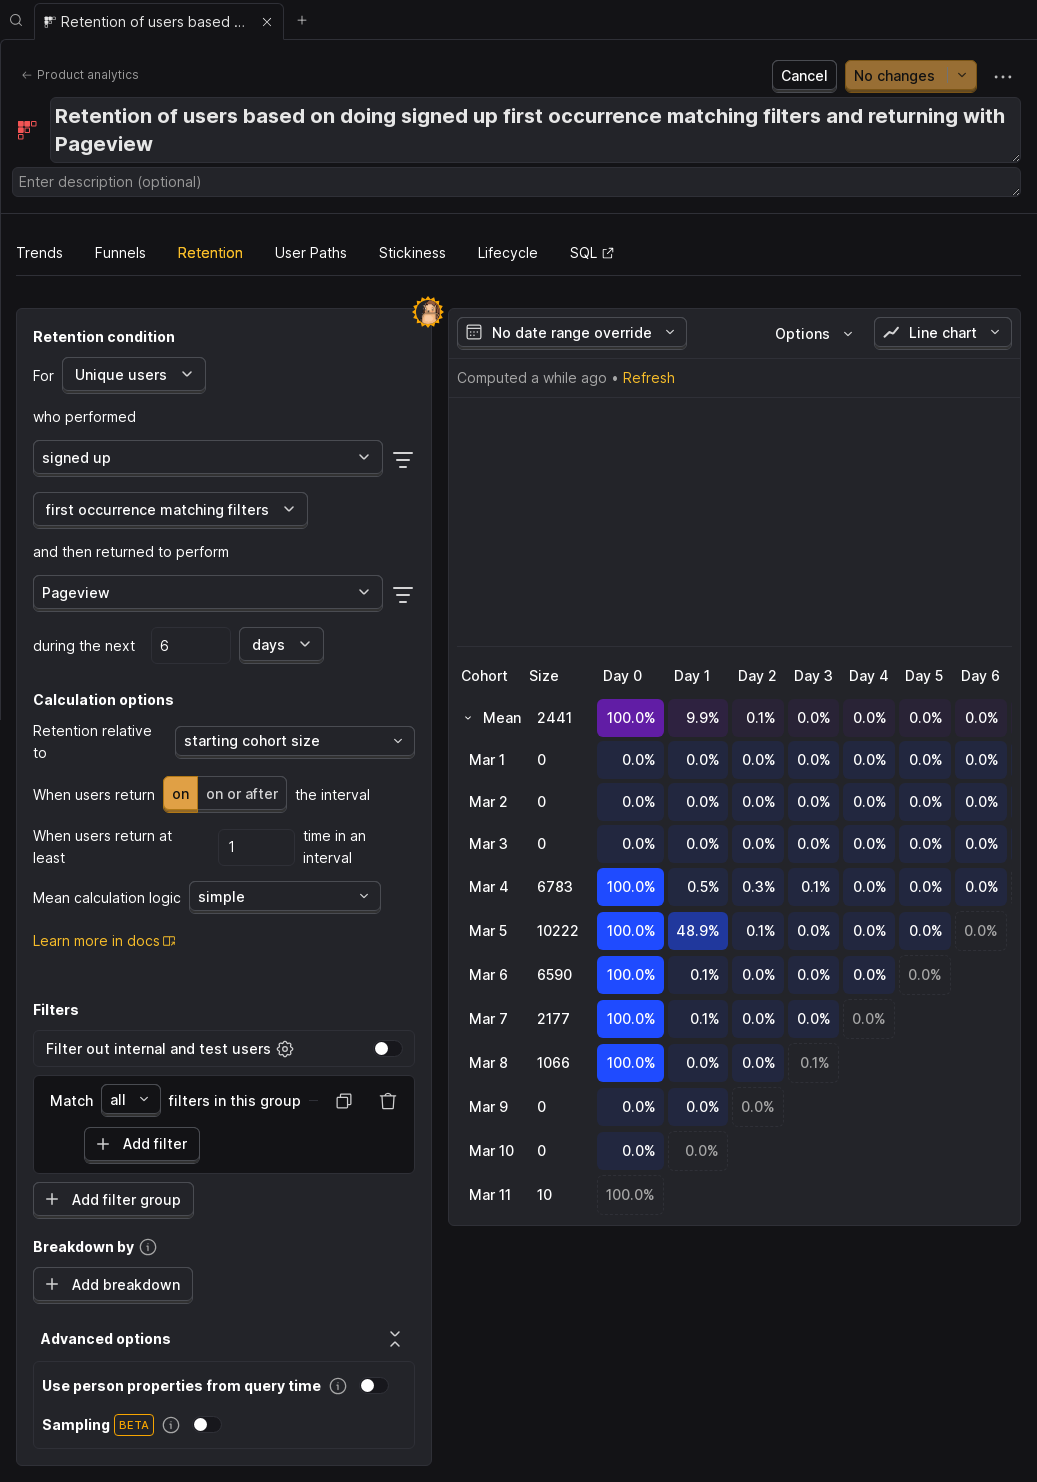 Retention of users based ...
Product analytics
Cancel
No changes
Retention of users based on doing signed up first occurrence matching filters and returning with
Pageview
Enter description (optional)
Trends Funnels Retention User Paths Stickiness Lifecycle SQL
Retention condition
For Unique users
who performed
signed up
first occurrence matching filters
and then returned to perform
Pageview
during the next 6 days
Calculation options
Retention relative
to
starting cohort size
When users return on on or after the interval
When users return at
least
1
time in an
interval
Mean calculation logic simple
Learn more in docs
Filters
Filter out internal and test users
Match all filters in this group
Add filter
Add filter group
Breakdown by
Add breakdown
Advanced options
Use person properties from query time
Sampling BETA
No date range override Options Line chart
Computed a while ago • Refresh
Cohort Size Day 0 Day 1 Day 2 Day 3 Day 4 Day 5 Day 6
Mean 2441 100.0% 9.9% 0.1% 0.0% 0.0% 0.0% 0.0%
Mar 1 0 0.0% 0.0% 0.0% 0.0% 0.0% 0.0% 0.0%
Mar 2 0 0.0% 0.0% 0.0% 0.0% 0.0% 0.0% 0.0%
Mar 3 0 0.0% 0.0% 0.0% 0.0% 0.0% 0.0% 0.0%
Mar 4 6783 100.0% 0.5% 0.3% 0.1% 0.0% 0.0% 0.0%
Mar 5 10222 100.0% 48.9% 0.1% 0.0% 0.0% 0.0% 0.0%
Mar 6 6590 100.0% 0.1% 0.0% 0.0% 0.0% 0.0%
Mar 7 2177 100.0% 0.1% 0.0% 0.0% 0.0%
Mar 8 1066 100.0% 0.0% 0.0% 0.1%
Mar 9 0 0.0% 0.0% 0.0%
Mar 10 0 0.0% 0.0%
Mar 11 10 100.0%